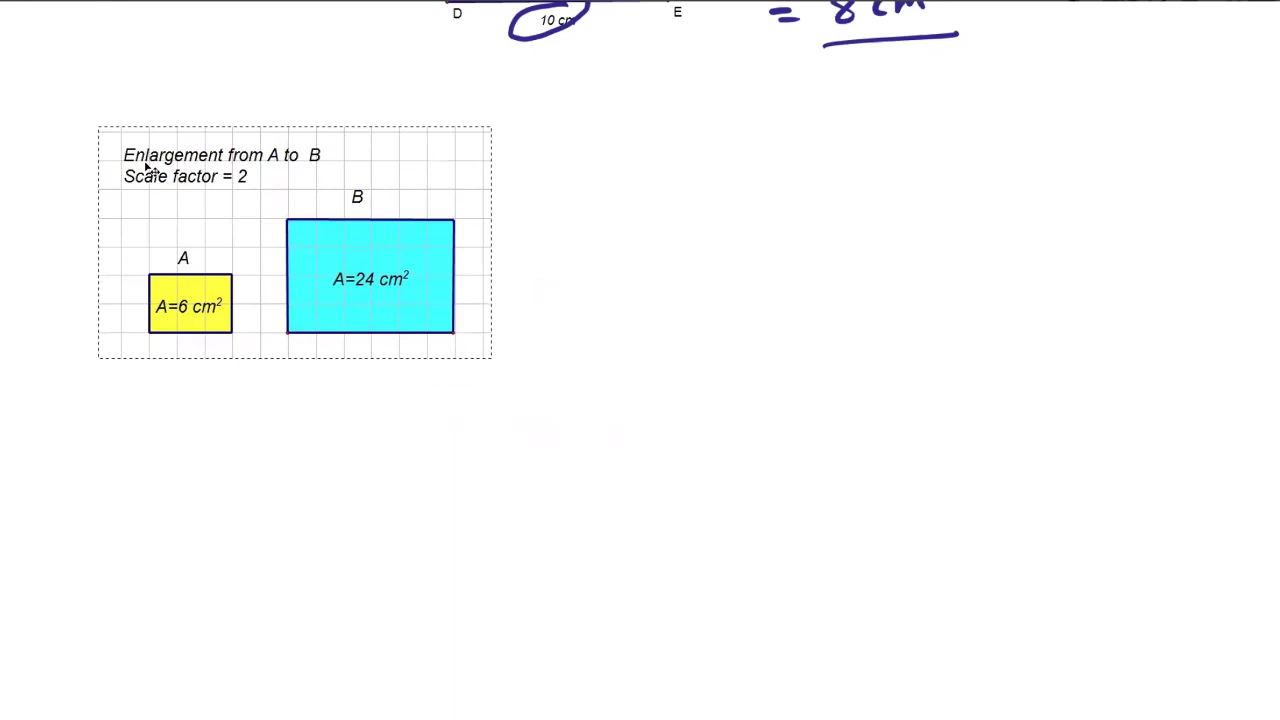 D
10 cm
E
= 8 cm
Enlargement from A to B
Scale factor = 2
B
A
A=24 cm²
A=6 cm²